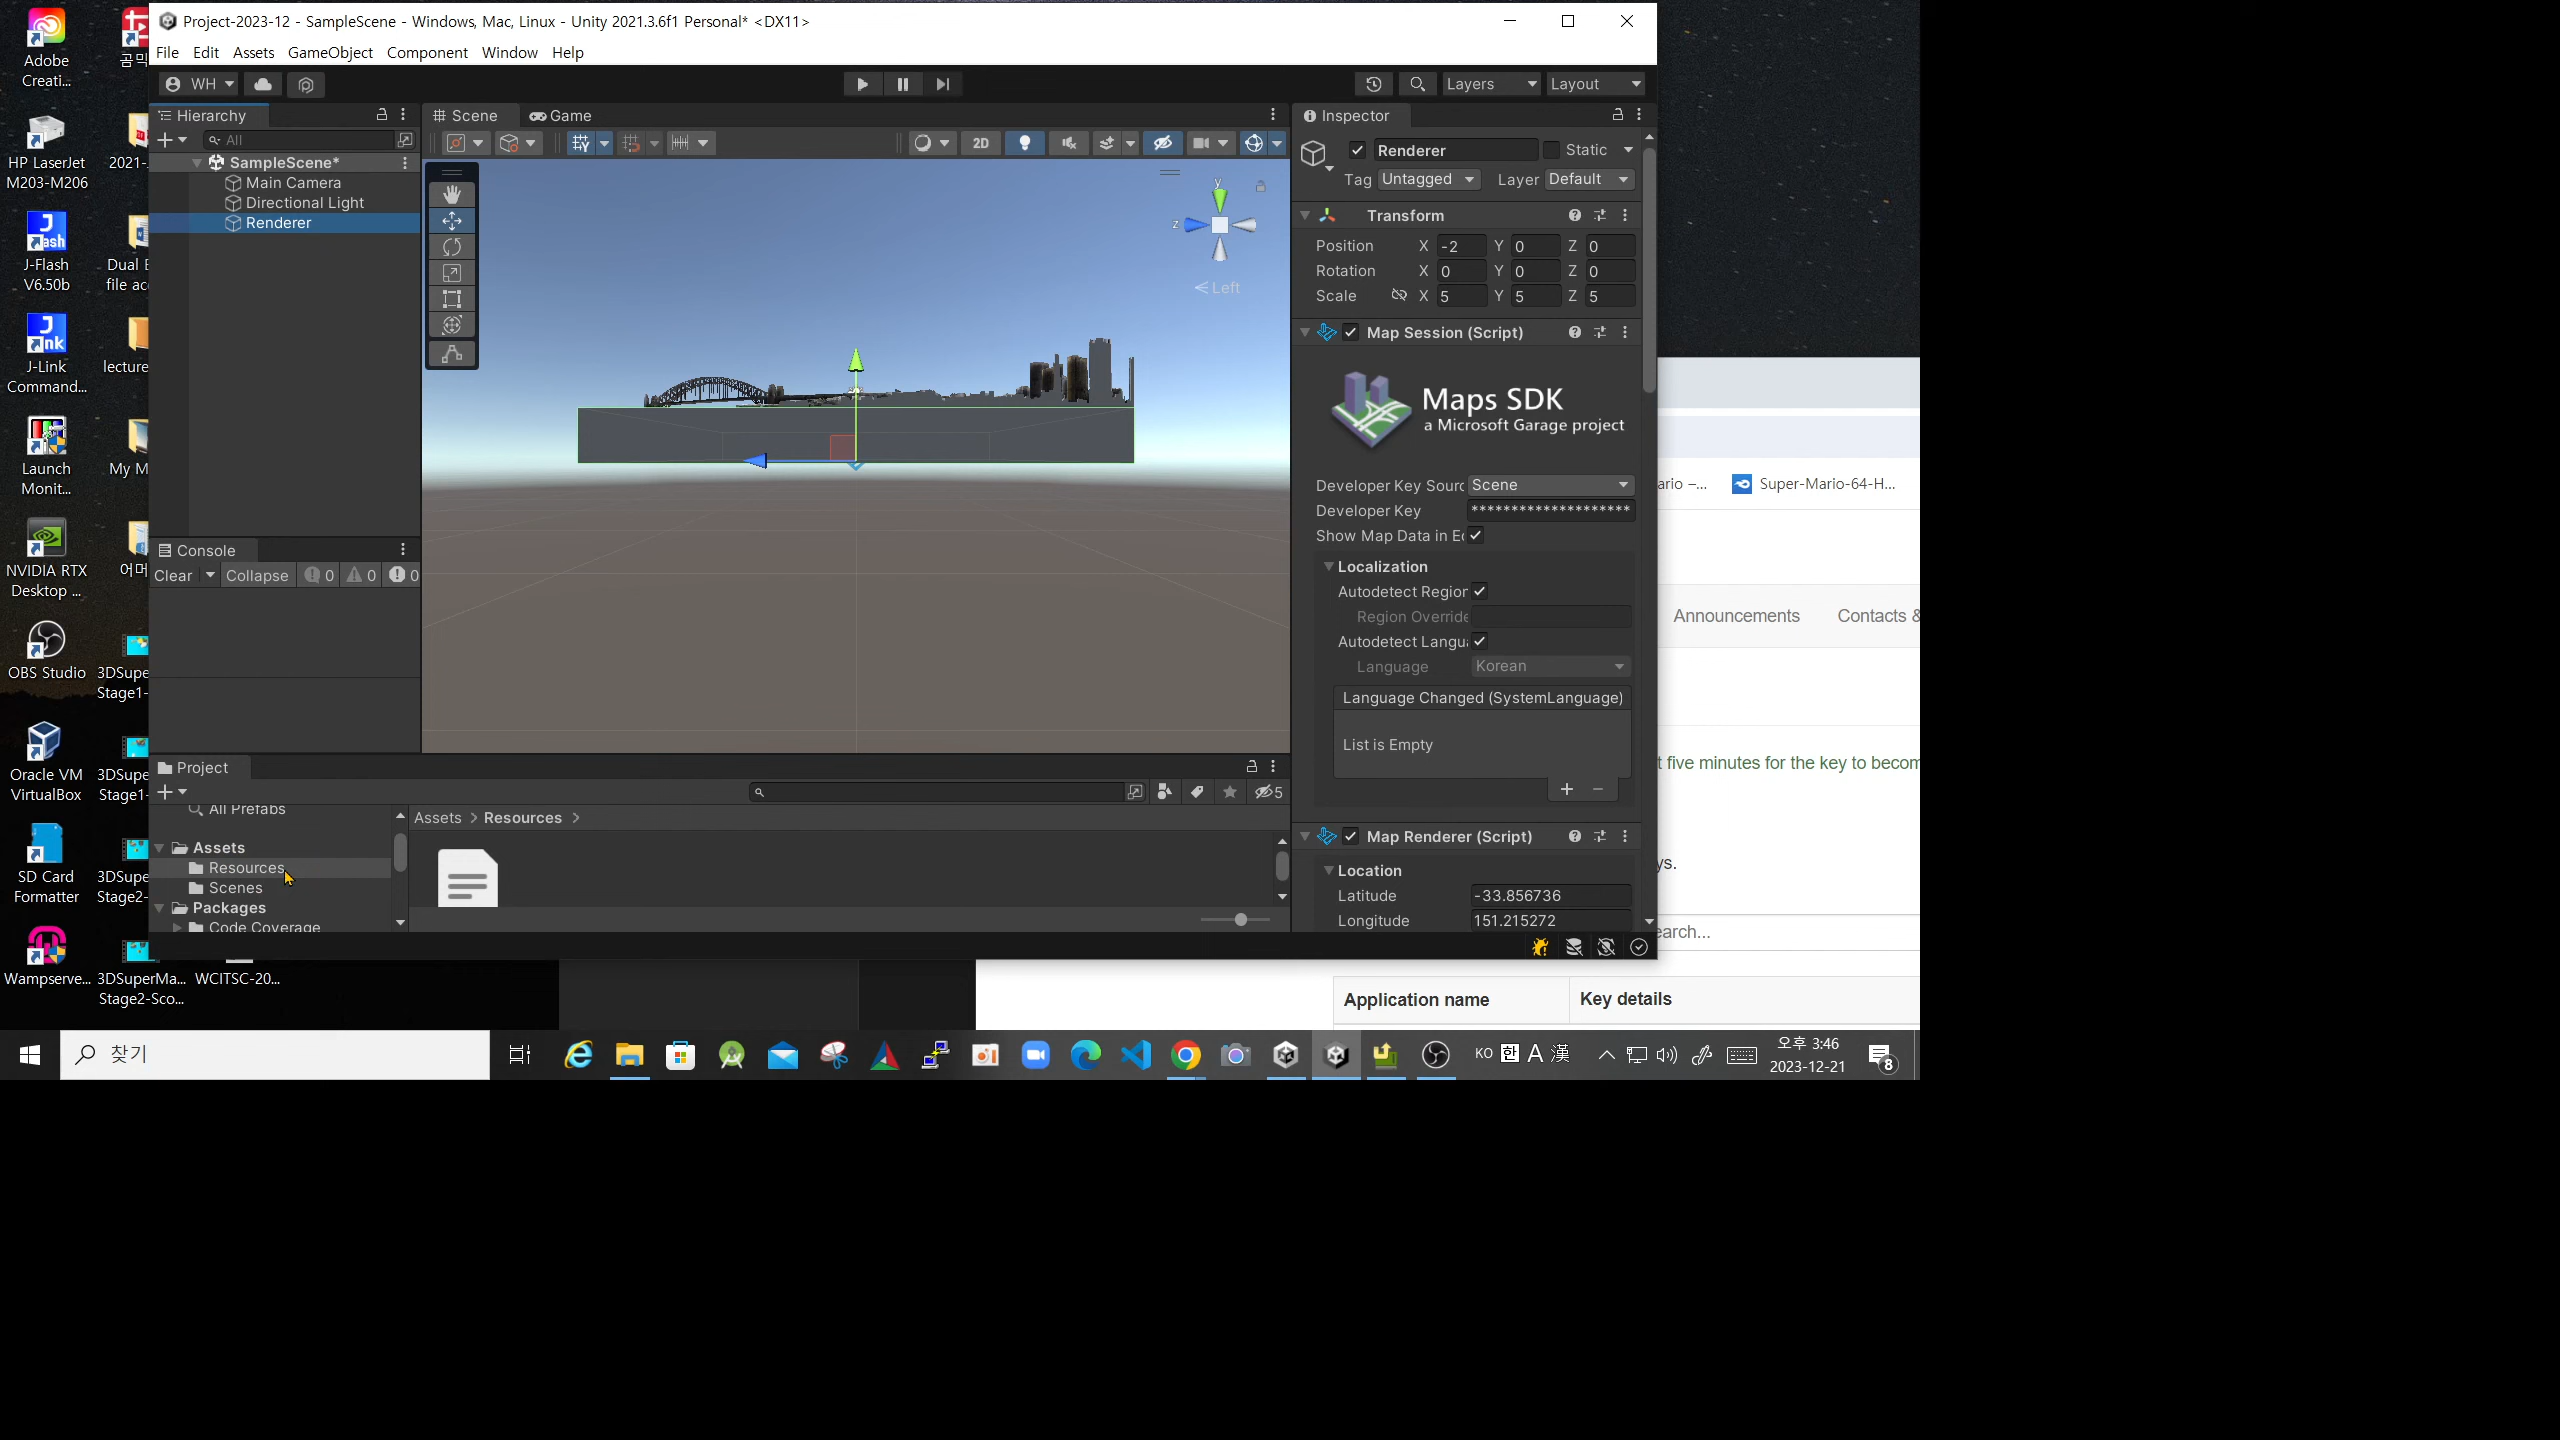 Project-2023-12 - SampleScene - Windows, Mac, Linux - Unity 2021.3.6f1 Personal* <DX11>
File Edit Assets GameObject Component Window Help
WH
Layers
Layout
Hierarchy
All
SampleScene*
Main Camera
Directional Light
Renderer
Console
Clear Collapse 0 0 0
Scene Game
2D
y
z
Left
Inspector
Renderer Static
Tag Untagged Layer Default
Transform
Position X -2 Y 0 Z 0
Rotation X 0 Y 0 Z 0
Scale X 5 Y 5 Z 5
Map Session (Script)
Maps SDK
a Microsoft Garage project
Developer Key Sourc Scene
Developer Key ********************
Show Map Data in Ec
Localization
Autodetect Region
Region Override
Autodetect Langua
Language Korean
Language Changed (SystemLanguage)
List is Empty
Map Renderer (Script)
Location
Latitude -33.856736
Longitude 151.215272
Project
5
All Prefabs
Assets
Resources
Scenes
Packages
Code Coverage
Assets > Resources >
Adobe
Creati...
HP LaserJet
M203-M206
J-Flash
V6.50b
J-Link
Command...
Launch
Monit...
NVIDIA RTX
Desktop ...
OBS Studio
Oracle VM
VirtualBox
SD Card
Formatter
Wampserve...
2021-
Dual E
file ac
lecture
My M
어머
3DSupe
Stage1-
3DSupe
Stage1-
3DSupe
Stage2-
3DSuperMa...
Stage2-Sco...
WCITSC-20...
ario –...
Super-Mario-64-H...
Announcements
Contacts &
t five minutes for the key to becom
ys.
earch...
Application name
Key details
찾기
KO 한 A 漢
오후 3:46
2023-12-21
8